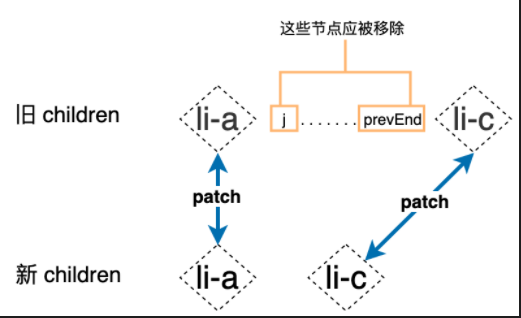 这些节点应被移除
旧 children
li-a
j
.......
prevEnd
li-c
patch
patch
新 children
li-a
li-c